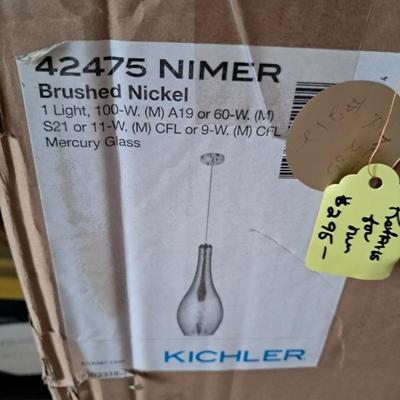 42475 NIMER
Brushed Nickel
1 Light, 100-W. (M) A19 or 60-W. (M)
S21 or 11-W. (M) CFL or 9-W. (M) CFL
Mercury Glass
for
$295-
KICHLER